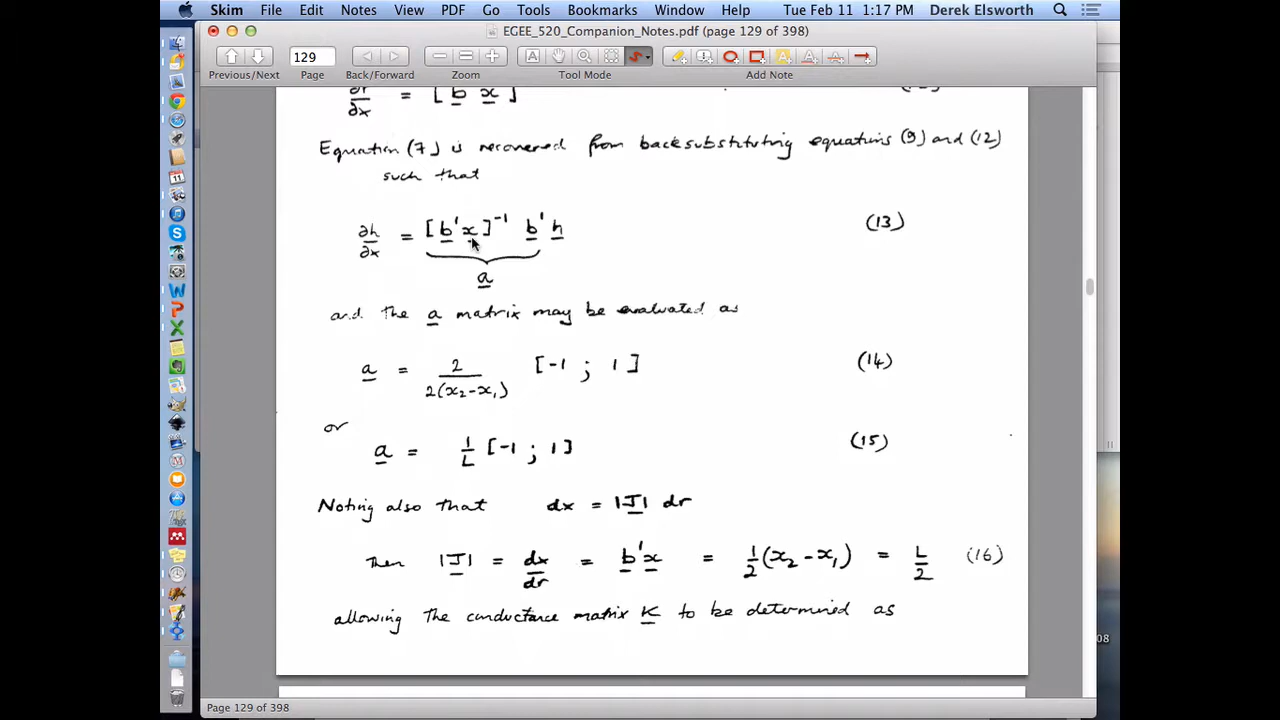 Skim File Edit Notes View PDF Go Tools Bookmarks Window Help Tue Feb 11 1:17 PM Derek Elsworth
EGEE_520_Companion_Notes.pdf (page 129 of 398)
129
Previous/Next Page Back/Forward Zoom Tool Mode Add Note
∂x = [b x]
Equation (7) is recovered from backsubstituting equations (9) and (12)
such that
∂h/∂x = [b'x]⁻¹ b' h (13)
a
and the a matrix may be evaluated as
a = 2/2(x₂-x₁) [-1 ; 1] (14)
or
a = 1/L [-1 ; 1] (15)
Noting also that dx = |J| dr
Then |J| = dx/dr = b'x = 1/2(x₂-x₁) = L/2 (16)
allowing the conductance matrix K to be determined as
Page 129 of 398
08